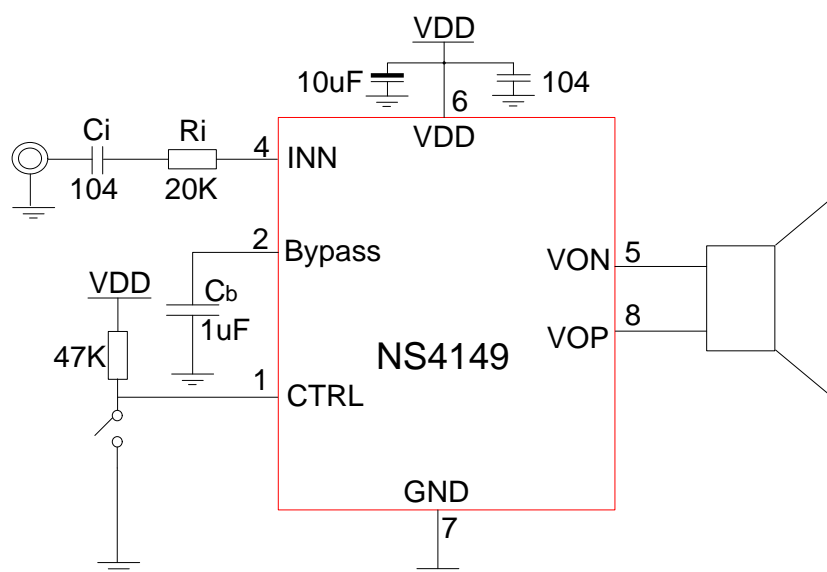 VDD
10uF
104
6
VDD
Ci
Ri
4
INN
104
20K
2
Bypass
VON
5
VDD
Cb
1uF
8
VOP
47K
NS4149
1
CTRL
GND
7